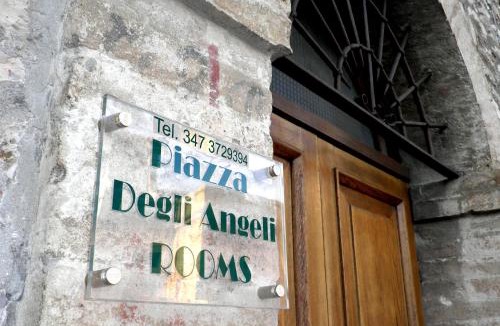 Tel. 347 3729394
Piazza
Degli Angeli
ROOMS